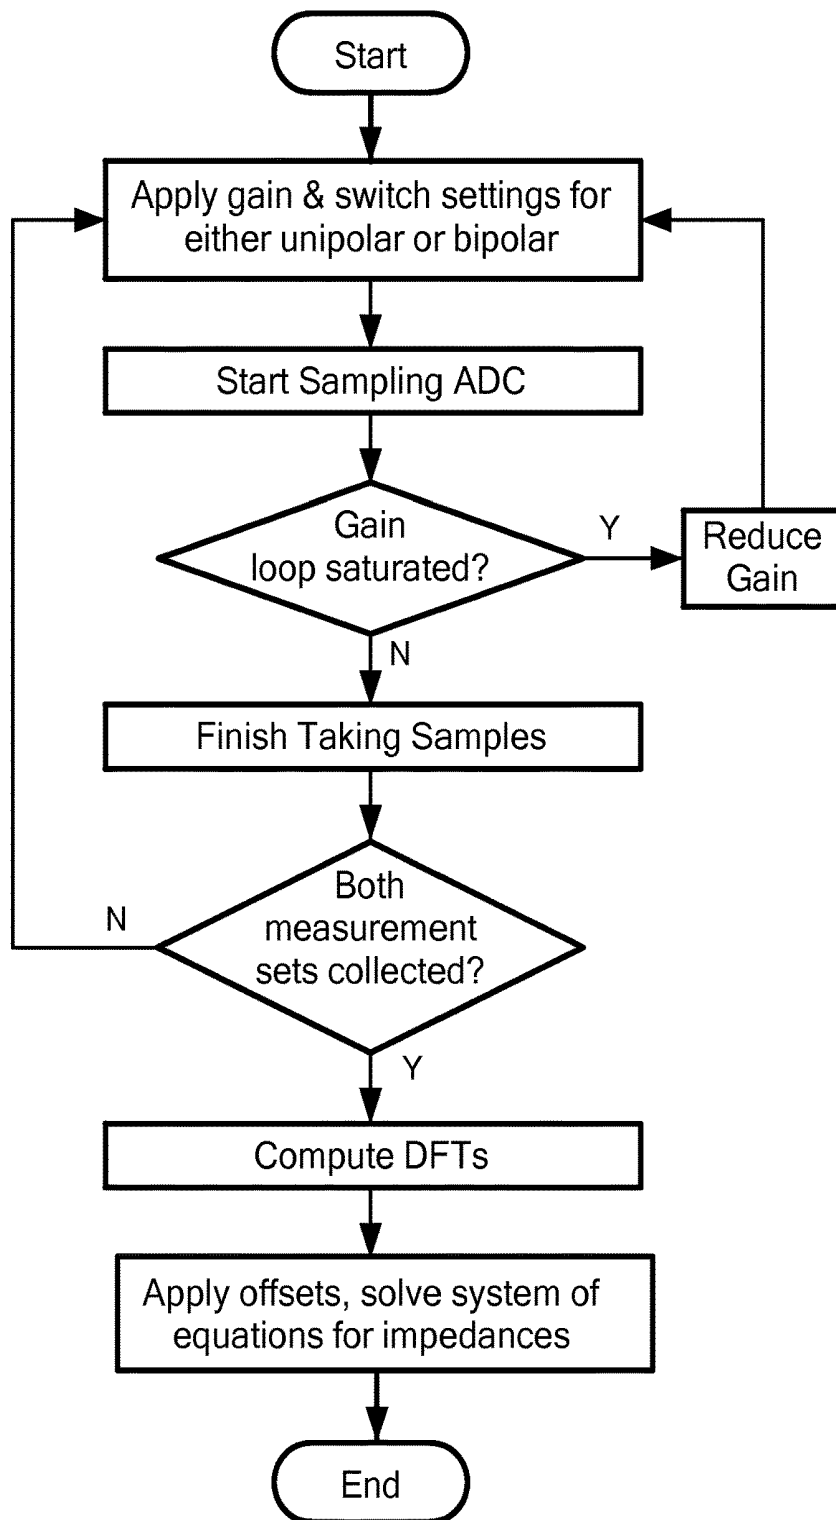 Start
Apply gain & switch settings for
either unipolar or bipolar
Start Sampling ADC
Gain
loop saturated?
Y
Reduce
Gain
N
Finish Taking Samples
Both
measurement
sets collected?
N
Y
Compute DFTs
Apply offsets, solve system of
equations for impedances
End